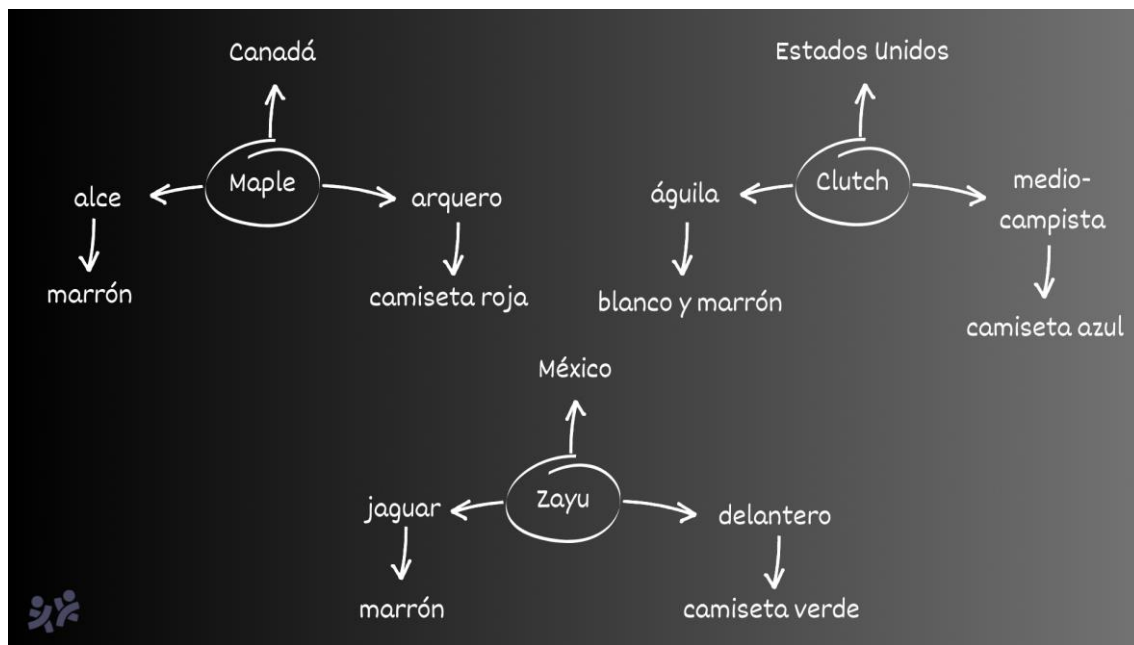 Canadá
Maple
alce
arquero
marrón
camiseta roja
Estados Unidos
Clutch
águila
medio-
campista
blanco y marrón
camiseta azul
México
Zayu
jaguar
delantero
marrón
camiseta verde